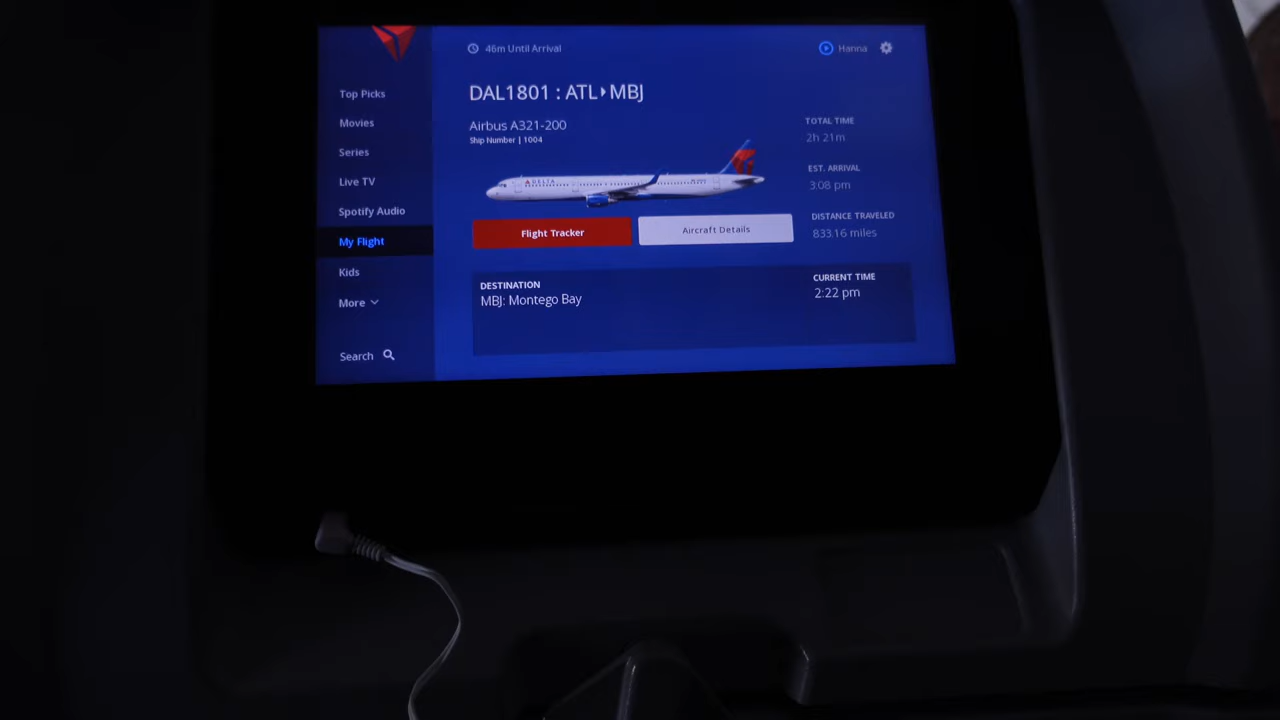 46m Until Arrival
Hanna
Top Picks
Movies
Series
Live TV
Spotify Audio
My Flight
Kids
More
Search
DAL1801 : ATL▸MBJ
Airbus A321-200
Ship Number | 1004
DELTA
TOTAL TIME
2h 21m
EST. ARRIVAL
3:08 pm
DISTANCE TRAVELED
833.16 miles
Flight Tracker
Aircraft Details
DESTINATION
MBJ: Montego Bay
CURRENT TIME
2:22 pm